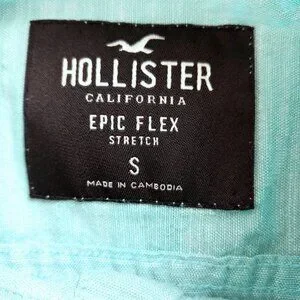 HOLLISTER
CALIFORNIA
EPIC FLEX
STRETCH
S
MADE IN CAMBODIA